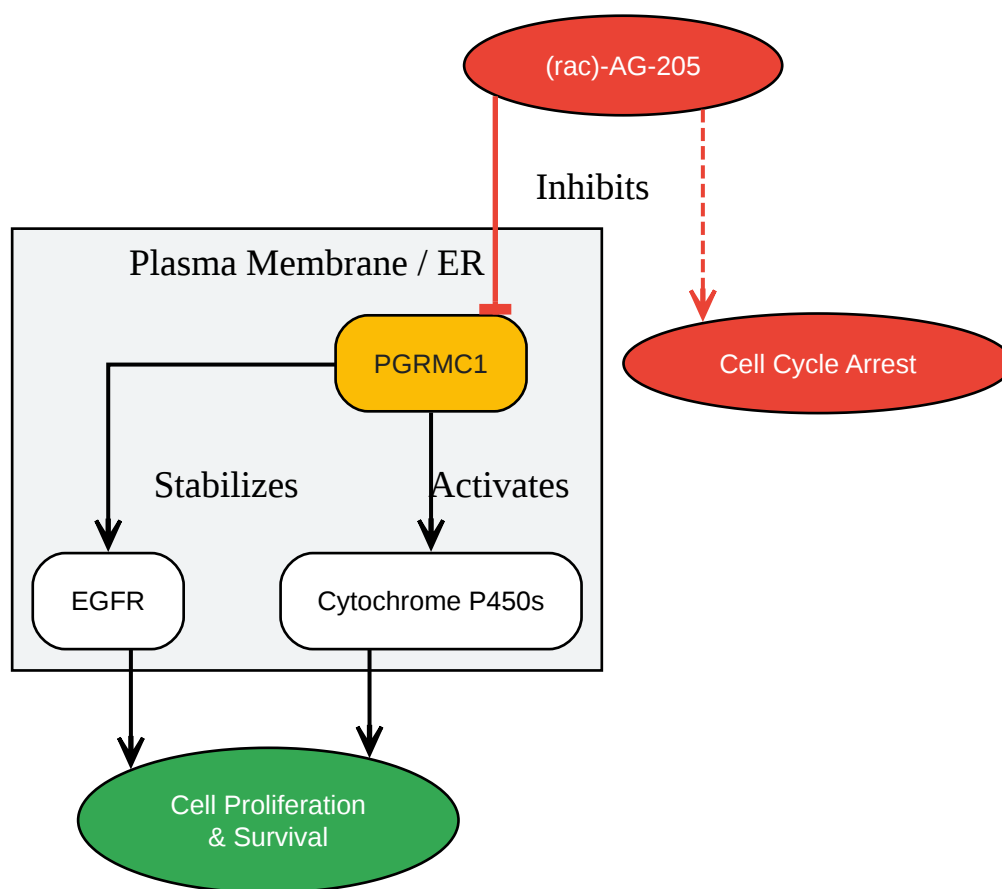 (rac)-AG-205
Inhibits
Plasma Membrane / ER
PGRMC1
Cell Cycle Arrest
Stabilizes
Activates
EGFR
Cytochrome P450s
Cell Proliferation
& Survival